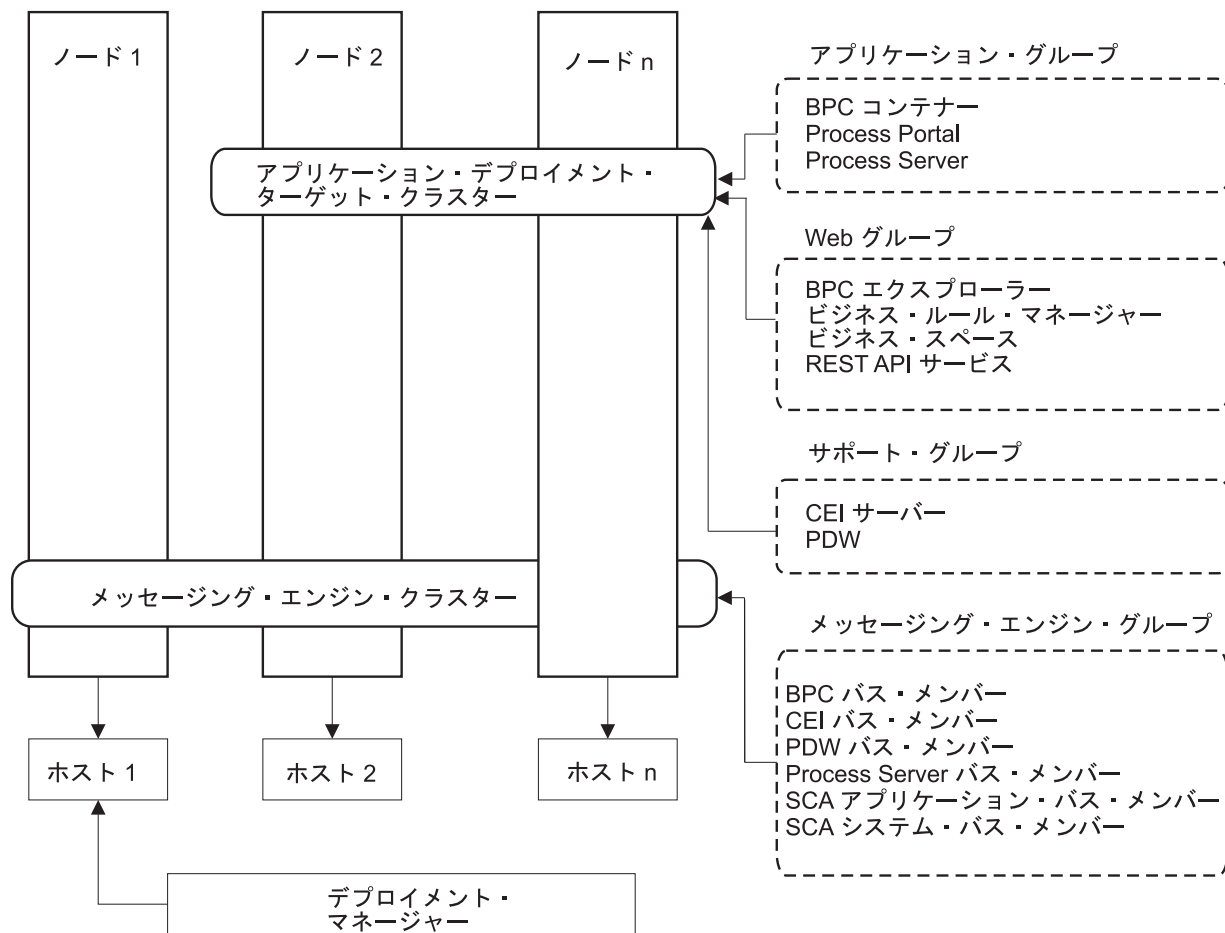 ノード 1
ノード 2
ノード n
アプリケーション・デプロイメント・
ターゲット・クラスター
メッセージング・エンジン・クラスター
ホスト 1
ホスト 2
ホスト n
デプロイメント・
マネージャー
アプリケーション・グループ
BPC コンテナー
Process Portal
Process Server
Web グループ
BPC エクスプローラー
ビジネス・ルール・マネージャー
ビジネス・スペース
REST API サービス
サポート・グループ
CEI サーバー
PDW
メッセージング・エンジン・グループ
BPC バス・メンバー
CEI バス・メンバー
PDW バス・メンバー
Process Server バス・メンバー
SCA アプリケーション・バス・メンバー
SCA システム・バス・メンバー